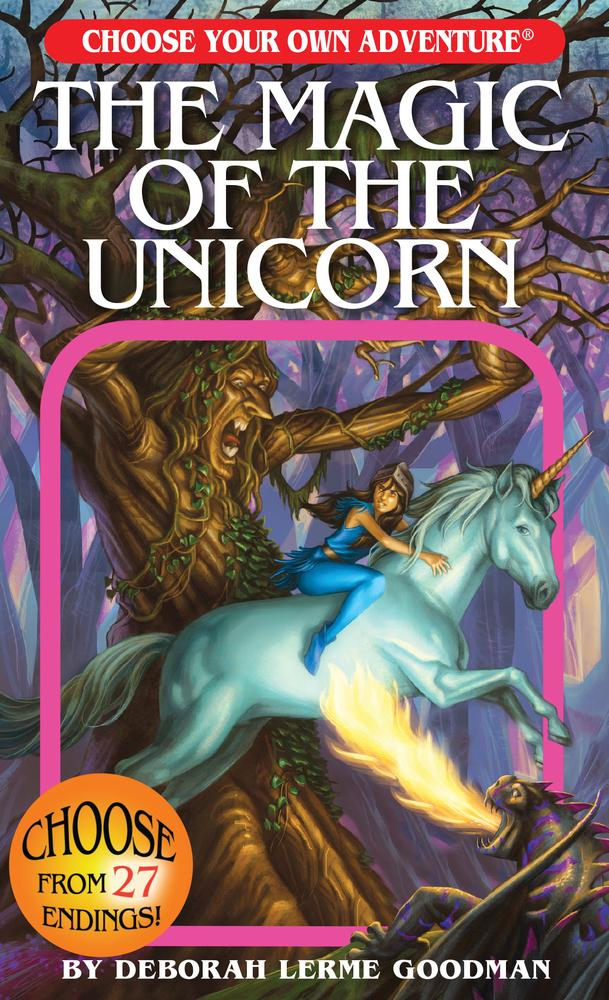 CHOOSE YOUR OWN ADVENTURE®
THE MAGIC
OF THE
UNICORN
CHOOSE
FROM 27
ENDINGS!
BY DEBORAH LERME GOODMAN